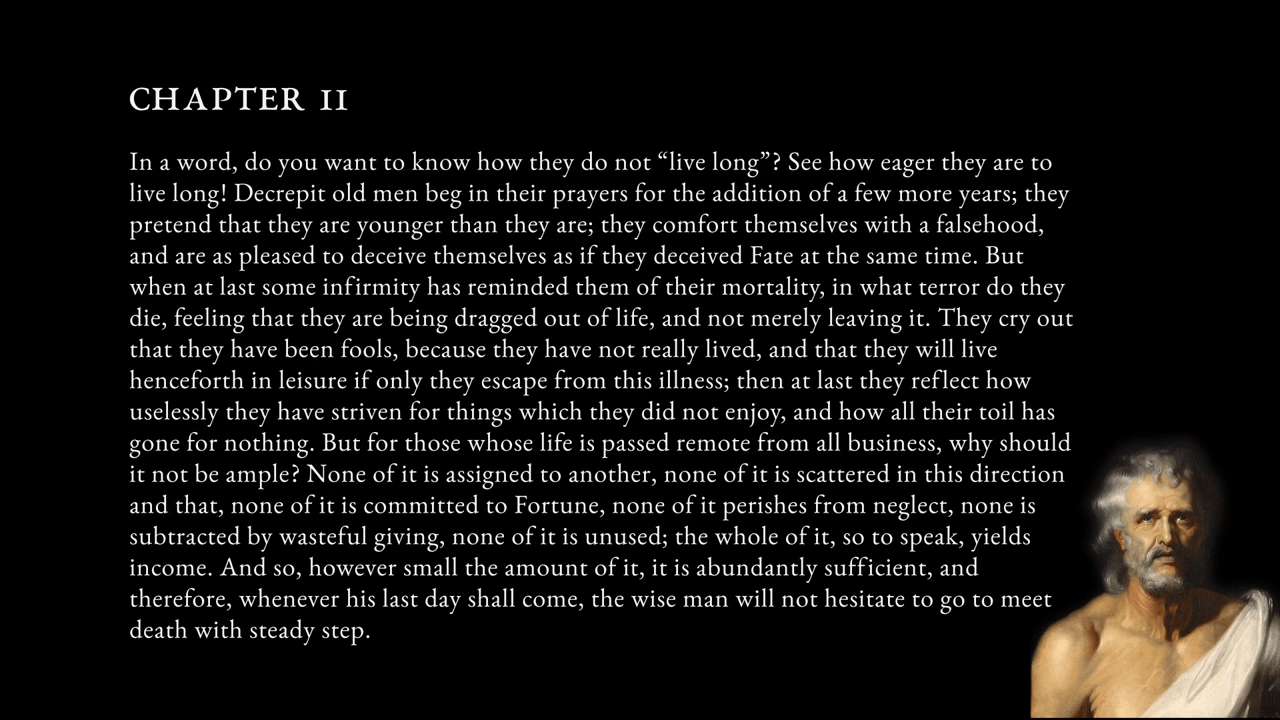 CHAPTER 11
In a word, do you want to know how they do not “live long”? See how eager they are to
live long! Decrepit old men beg in their prayers for the addition of a few more years; they
pretend that they are younger than they are; they comfort themselves with a falsehood,
and are as pleased to deceive themselves as if they deceived Fate at the same time. But
when at last some infirmity has reminded them of their mortality, in what terror do they
die, feeling that they are being dragged out of life, and not merely leaving it. They cry out
that they have been fools, because they have not really lived, and that they will live
henceforth in leisure if only they escape from this illness; then at last they reflect how
uselessly they have striven for things which they did not enjoy, and how all their toil has
gone for nothing. But for those whose life is passed remote from all business, why should
it not be ample? None of it is assigned to another, none of it is scattered in this direction
and that, none of it is committed to Fortune, none of it perishes from neglect, none is
subtracted by wasteful giving, none of it is unused; the whole of it, so to speak, yields
income. And so, however small the amount of it, it is abundantly sufficient, and
therefore, whenever his last day shall come, the wise man will not hesitate to go to meet
death with steady step.